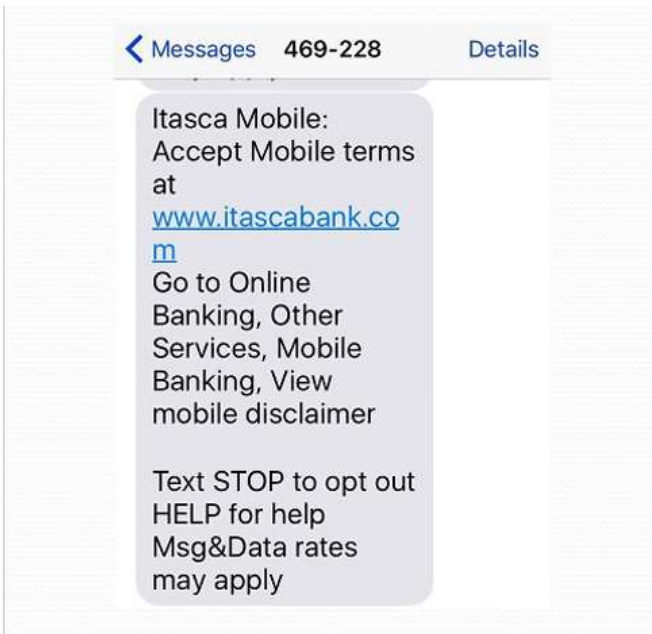 Messages 469-228 Details
Itasca Mobile:
Accept Mobile terms
at
www.itascabank.co
m
Go to Online
Banking, Other
Services, Mobile
Banking, View
mobile disclaimer
Text STOP to opt out
HELP for help
Msg&Data rates
may apply